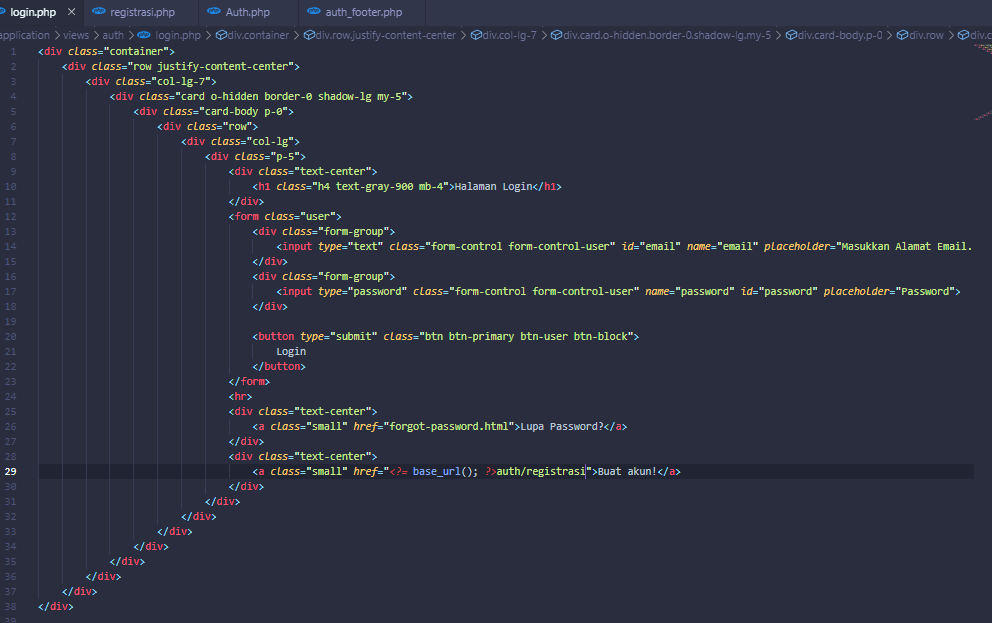 login.php × registrasi.php Auth.php auth_footer.php
application > views > auth > login.php > div.container > div.row.justify-content-center > div.col-lg-7 > div.card.o-hidden.border-0.shadow-lg.my-5 > div.card-body.p-0 > div.row > div.c
1 <div class="container">
2 <div class="row justify-content-center">
3 <div class="col-lg-7">
4 <div class="card o-hidden border-0 shadow-lg my-5">
5 <div class="card-body p-0">
6 <div class="row">
7 <div class="col-lg">
8 <div class="p-5">
9 <div class="text-center">
10 <h1 class="h4 text-gray-900 mb-4">Halaman Login</h1>
11 </div>
12 <form class="user">
13 <div class="form-group">
14 <input type="text" class="form-control form-control-user" id="email" name="email" placeholder="Masukkan Alamat Email.
15 </div>
16 <div class="form-group">
17 <input type="password" class="form-control form-control-user" name="password" id="password" placeholder="Password">
18 </div>
19
20 <button type="submit" class="btn btn-primary btn-user btn-block">
21 Login
22 </button>
23 </form>
24 <hr>
25 <div class="text-center">
26 <a class="small" href="forgot-password.html">Lupa Password?</a>
27 </div>
28 <div class="text-center">
29 <a class="small" href="<?= base_url(); ?>auth/registrasi">Buat akun!</a>
30 </div>
31 </div>
32 </div>
33 </div>
34 </div>
35 </div>
36 </div>
37 </div>
38 </div>
39